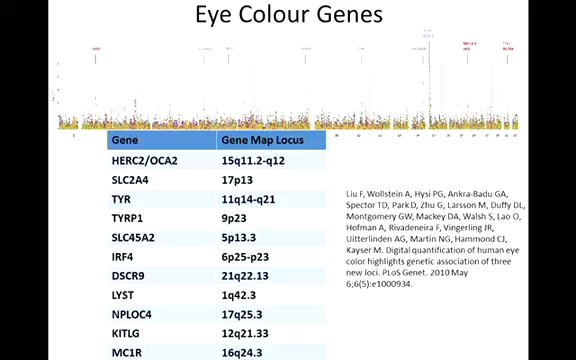 Eye Colour Genes
Gene Gene Map Locus
HERC2/OCA2 15q11.2-q12
SLC2A4 17p13
TYR 11q14-q21
TYRP1 9p23
SLC45A2 5p13.3
IRF4 6p25-p23
DSCR9 21q22.13
LYST 1q42.3
NPLOC4 17q25.3
KITLG 12q21.33
MC1R 16q24.3
Liu F, Wollstein A, Hysi PG, Ankra-Badu GA,
Spector TD, Park D, Zhu G, Larsson M, Duffy DL,
Montgomery GW, Mackey DA, Walsh S, Lao O,
Hofman A, Rivadeneira F, Vingerling JR,
Uitterlinden AG, Martin NG, Hammond CJ,
Kayser M. Digital quantification of human eye
color highlights genetic association of three
new loci. PLoS Genet. 2010 May
6;6(5):e1000934.